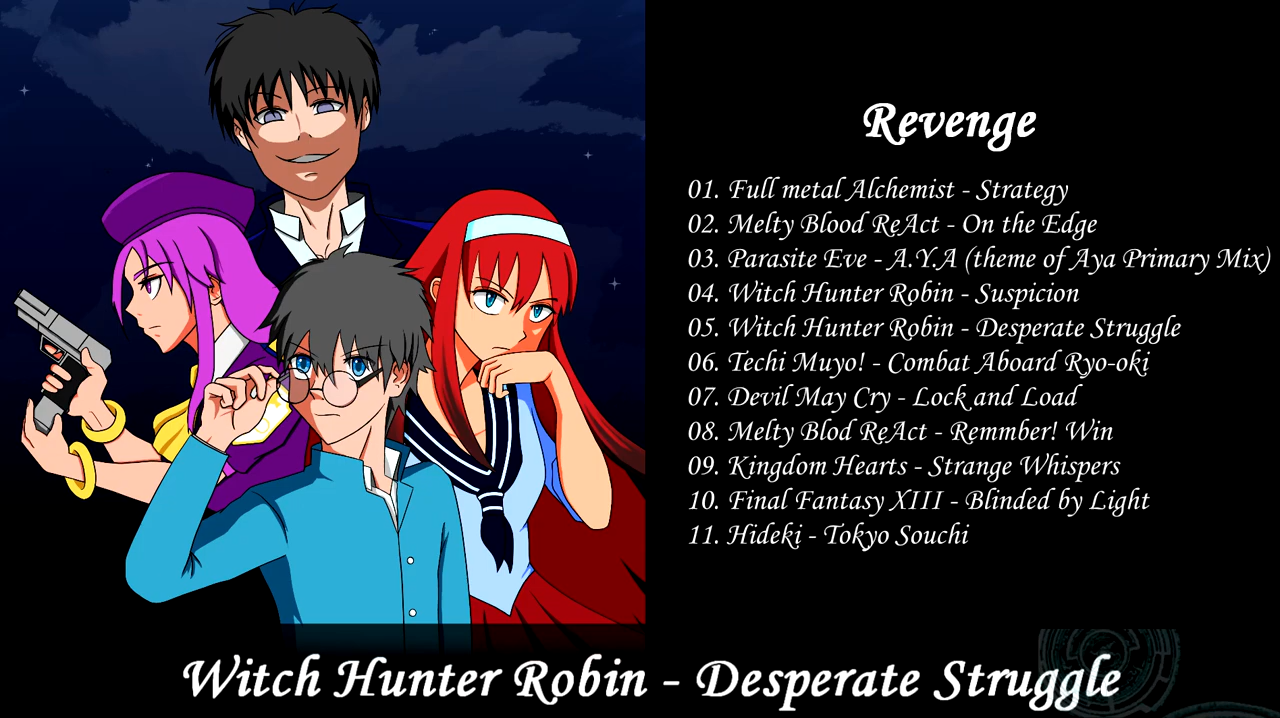 Revenge
01. Full metal Alchemist - Strategy
02. Melty Blood ReAct - On the Edge
03. Parasite Eve - A.Y.A (theme of Aya Primary Mix)
04. Witch Hunter Robin - Suspicion
05. Witch Hunter Robin - Desperate Struggle
06. Techi Muyo! - Combat Aboard Ryo-oki
07. Devil May Cry - Lock and Load
08. Melty Blod ReAct - Remmber! Win
09. Kingdom Hearts - Strange Whispers
10. Final Fantasy XIII - Blinded by Light
11. Hideki - Tokyo Souchi
Witch Hunter Robin - Desperate Struggle